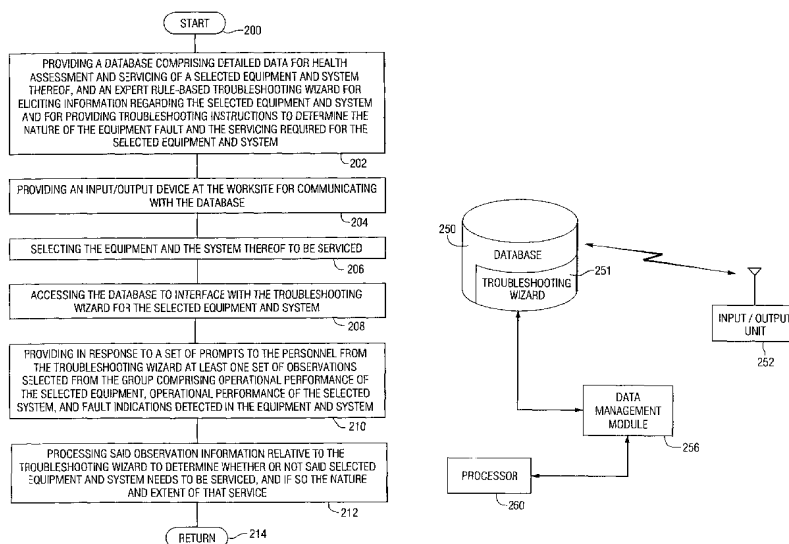 START
200
PROVIDING A DATABASE COMPRISING DETAILED DATA FOR HEALTH
ASSESSMENT AND SERVICING OF A SELECTED EQUIPMENT AND SYSTEM
THEREOF, AND AN EXPERT RULE-BASED TROUBLESHOOTING WIZARD FOR
ELICITING INFORMATION REGARDING THE SELECTED EQUIPMENT AND SYSTEM
AND FOR PROVIDING TROUBLESHOOTING INSTRUCTIONS TO DETERMINE THE
NATURE OF THE EQUIPMENT FAULT AND THE SERVICING REQUIRED FOR THE
SELECTED EQUIPMENT AND SYSTEM
202
PROVIDING AN INPUT/OUTPUT DEVICE AT THE WORKSITE FOR COMMUNICATING
WITH THE DATABASE
204
SELECTING THE EQUIPMENT AND THE SYSTEM THEREOF TO BE SERVICED
206
ACCESSING THE DATABASE TO INTERFACE WITH THE TROUBLESHOOTING
WIZARD FOR THE SELECTED EQUIPMENT AND SYSTEM
208
PROVIDING IN RESPONSE TO A SET OF PROMPTS TO THE PERSONNEL FROM
THE TROUBLESHOOTING WIZARD AT LEAST ONE SET OF OBSERVATIONS
SELECTED FROM THE GROUP COMPRISING OPERATIONAL PERFORMANCE OF
THE SELECTED EQUIPMENT, OPERATIONAL PERFORMANCE OF THE SELECTED
SYSTEM, AND FAULT INDICATIONS DETECTED IN THE EQUIPMENT AND SYSTEM
210
PROCESSING SAID OBSERVATION INFORMATION RELATIVE TO THE
TROUBLESHOOTING WIZARD TO DETERMINE WHETHER OR NOT SAID SELECTED
EQUIPMENT AND SYSTEM NEEDS TO BE SERVICED, AND IF SO THE NATURE
AND EXTENT OF THAT SERVICE
212
RETURN
214
250
DATABASE
251
TROUBLESHOOTING
WIZARD
INPUT / OUTPUT
UNIT
252
DATA
MANAGEMENT
MODULE
256
PROCESSOR
260